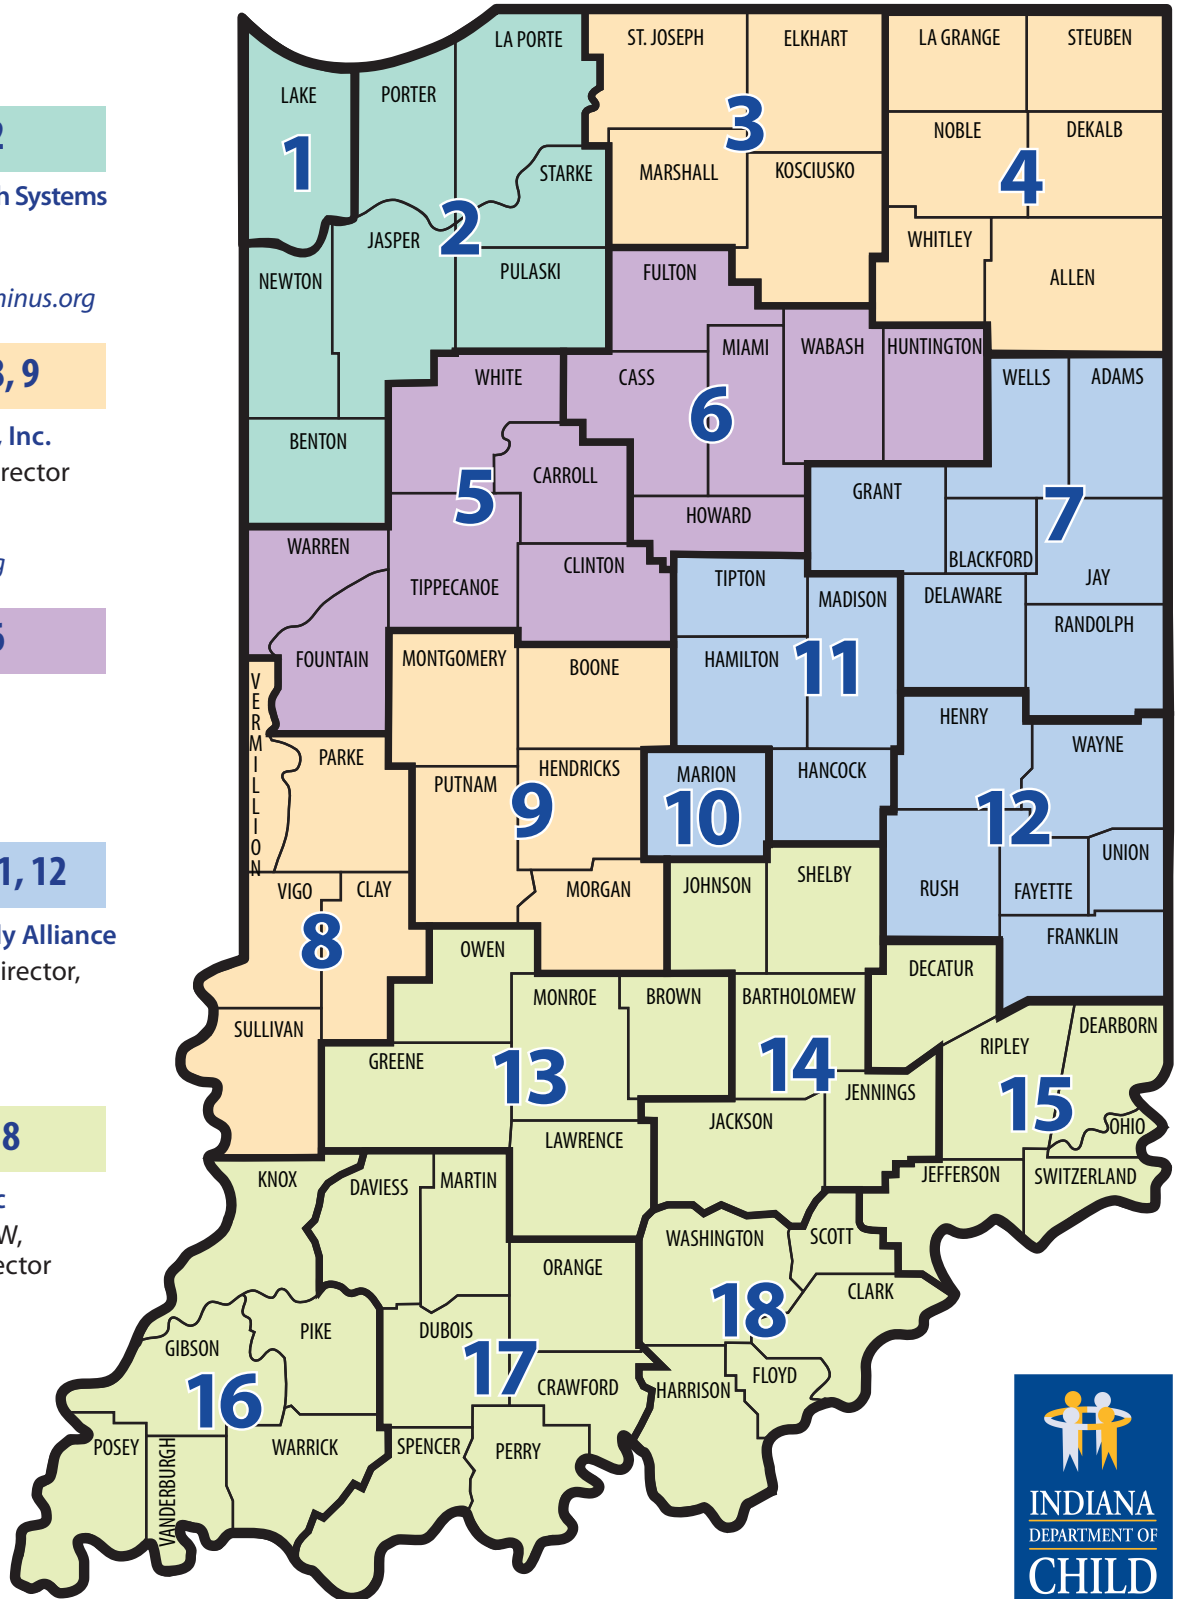 2
h Systems
minus.org
3, 9
, Inc.
rector
g
5
1, 12
ly Alliance
irector,
8
c
W,
ector
LA PORTE
ST. JOSEPH
ELKHART
LA GRANGE
STEUBEN
LAKE
PORTER
3
NOBLE
DEKALB
1
STARKE
MARSHALL
KOSCIUSKO
4
2
JASPER
WHITLEY
NEWTON
PULASKI
FULTON
ALLEN
MIAMI
WABASH
HUNTINGTON
WHITE
CASS
WELLS
ADAMS
6
BENTON
CARROLL
GRANT
5
7
HOWARD
WARREN
CLINTON
BLACKFORD
TIPPECANOE
TIPTON
JAY
MADISON
DELAWARE
RANDOLPH
FOUNTAIN
MONTGOMERY
BOONE
HAMILTON
11
VERMILLION
HENRY
WAYNE
PARKE
PUTNAM
HENDRICKS
MARION
HANCOCK
9
10
12
UNION
VIGO
CLAY
MORGAN
JOHNSON
SHELBY
RUSH
FAYETTE
8
OWEN
FRANKLIN
DECATUR
MONROE
BROWN
BARTHOLOMEW
SULLIVAN
DEARBORN
GREENE
RIPLEY
13
14
JENNINGS
15
JACKSON
OHIO
LAWRENCE
KNOX
DAVIESS
MARTIN
JEFFERSON
SWITZERLAND
WASHINGTON
SCOTT
ORANGE
CLARK
18
PIKE
DUBOIS
GIBSON
17
16
CRAWFORD
HARRISON
FLOYD
POSEY
VANDERBURGH
WARRICK
SPENCER
PERRY
INDIANA
DEPARTMENT OF
CHILD